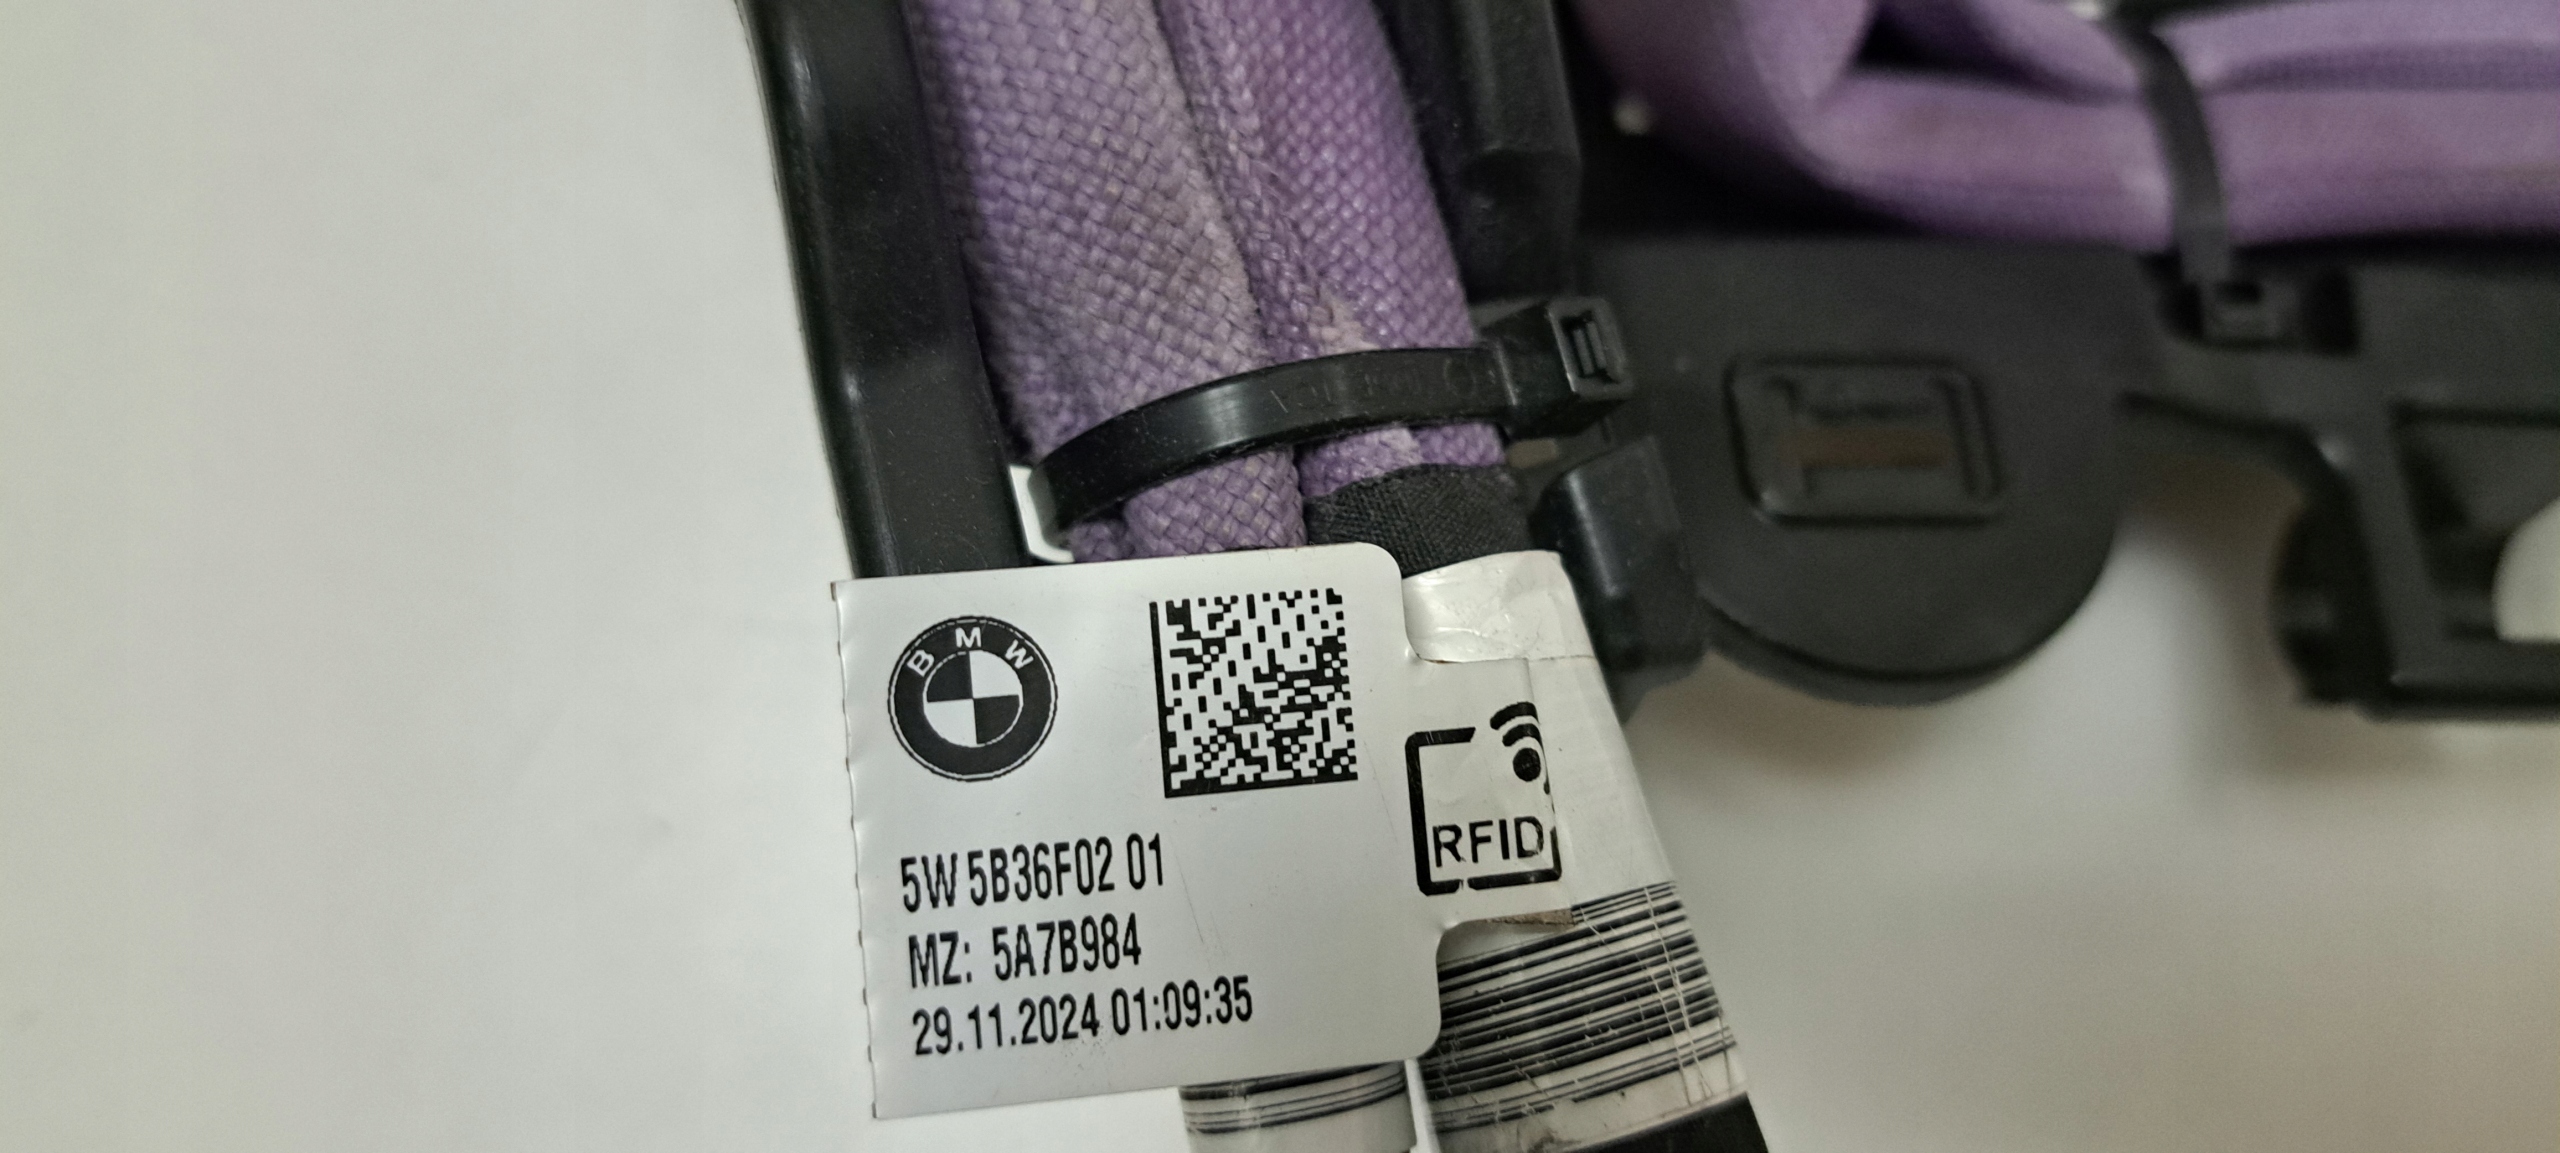 BMW
5W 5B36F02 01
MZ: 5A7B984
29.11.2024 01:09:35
RFID